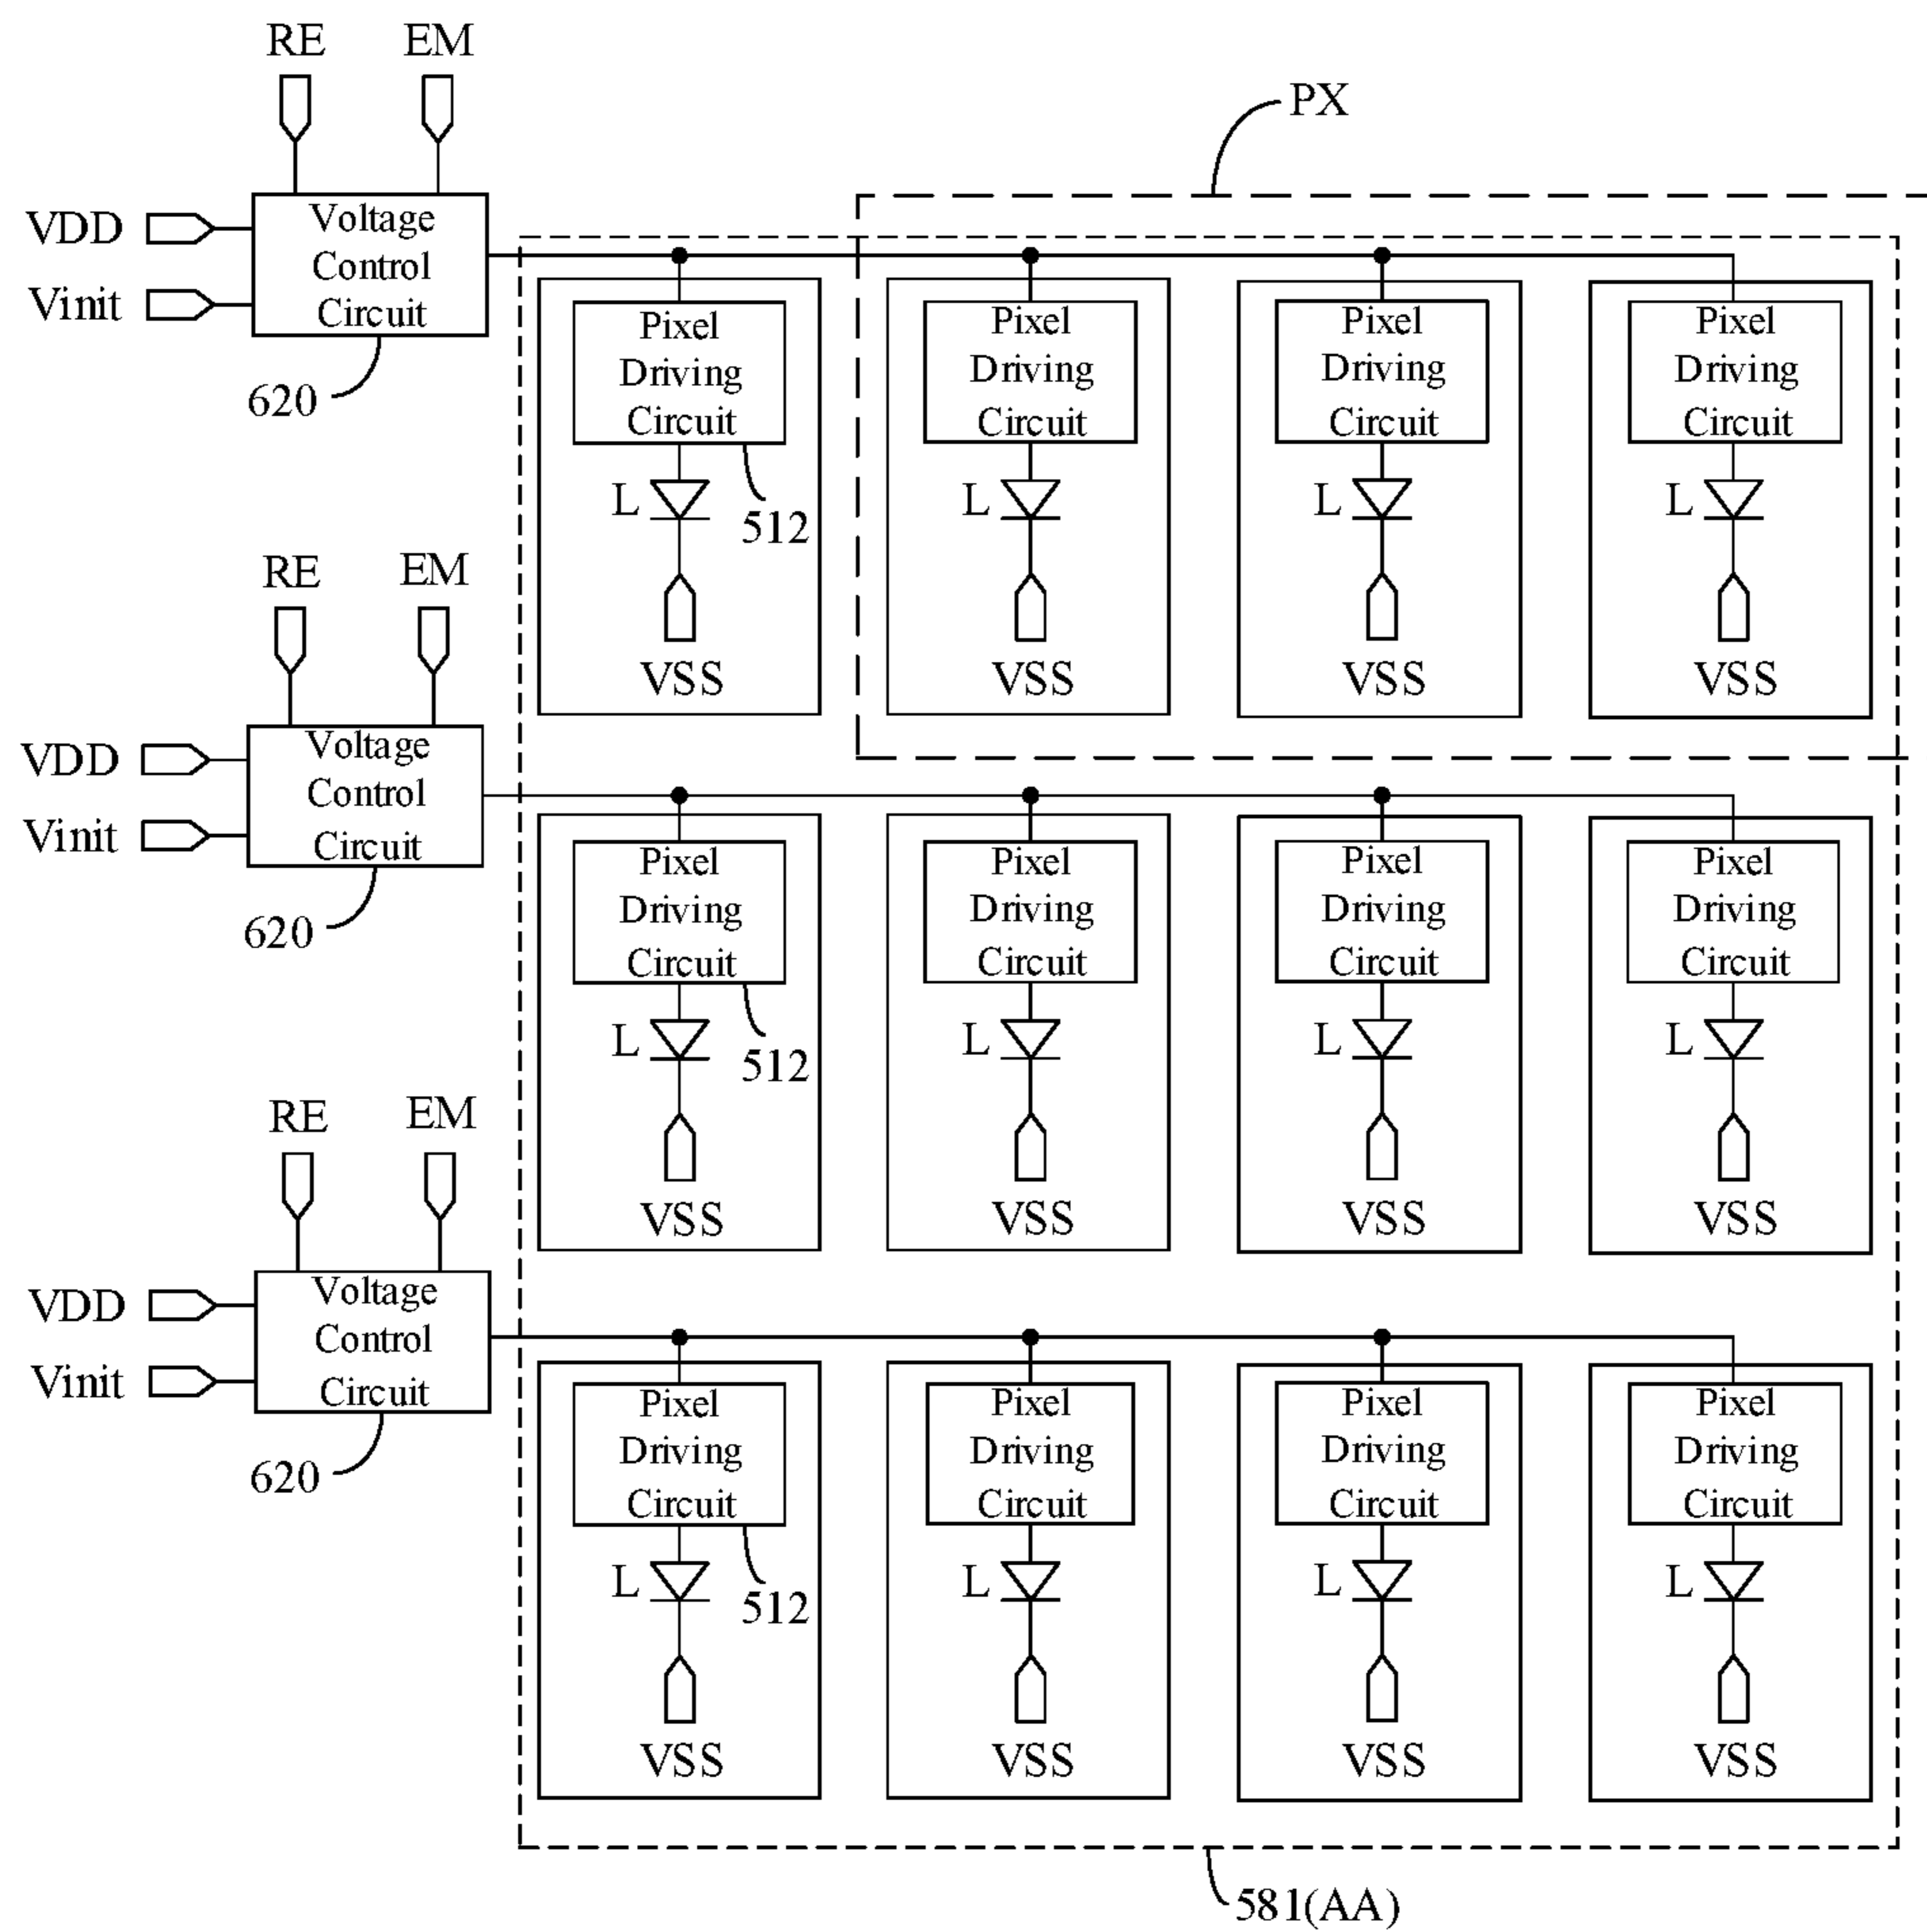 RE EM
PX
VDD
Vinit
Voltage
Control
Circuit
620
Pixel
Driving
Circuit
L
512
VSS
Pixel
Driving
Circuit
L
VSS
Pixel
Driving
Circuit
L
VSS
Pixel
Driving
Circuit
L
VSS
RE EM
VDD
Vinit
Voltage
Control
Circuit
620
Pixel
Driving
Circuit
L
512
VSS
Pixel
Driving
Circuit
L
VSS
Pixel
Driving
Circuit
L
VSS
Pixel
Driving
Circuit
L
VSS
RE EM
VDD
Vinit
Voltage
Control
Circuit
620
Pixel
Driving
Circuit
L
512
VSS
Pixel
Driving
Circuit
L
VSS
Pixel
Driving
Circuit
L
VSS
Pixel
Driving
Circuit
L
VSS
581(AA)